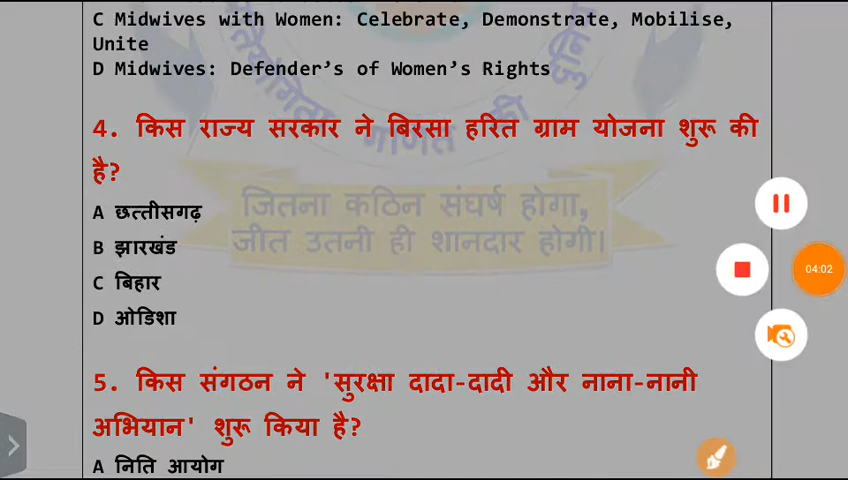 C Midwives with Women: Celebrate, Demonstrate, Mobilise,
Unite
D Midwives: Defender’s of Women’s Rights
4. किस राज्य सरकार ने बिरसा हरित ग्राम योजना शुरू की
है?
A छत्तीसगढ़
जितना कठिन संघर्ष होगा,
जीत उतनी ही शानदार होगी।
B झारखंड
C बिहार
D ओडिशा
04:02
5. किस संगठन ने 'सुरक्षा दादा-दादी और नाना-नानी
अभियान' शुरू किया है?
A निति आयोग